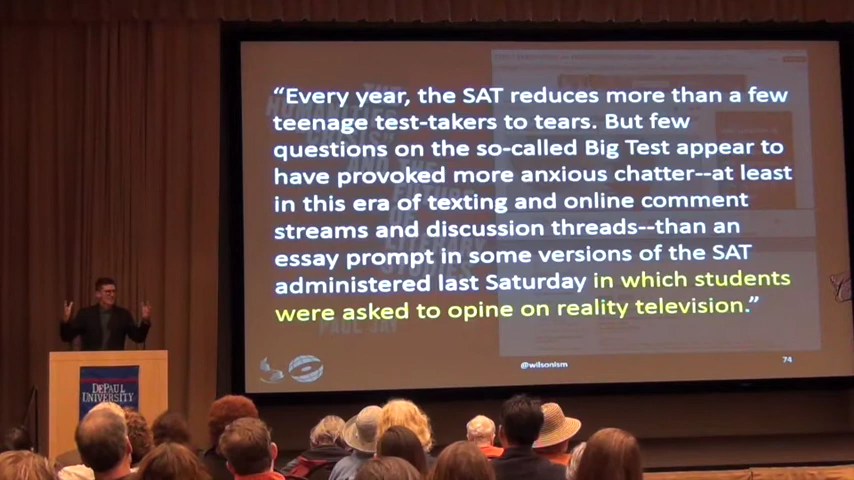 “Every year, the SAT reduces more than a few
teenage test-takers to tears. But few
questions on the so-called Big Test appear to
have provoked more anxious chatter--at least
in this era of texting and online comment
streams and discussion threads--than an
essay prompt in some versions of the SAT
administered last Saturday in which students
were asked to opine on reality television.”
PAUL JAY
@wilsonism
74
DEPAUL
UNIVERSITY